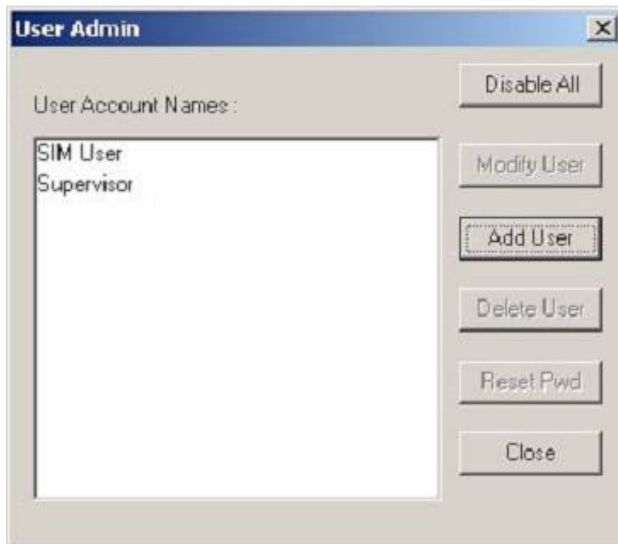 User Admin
Disable All
User Account Names :
SIM User
Supervisor
Modify User
Add User
Delete User
Reset Pwd
Close